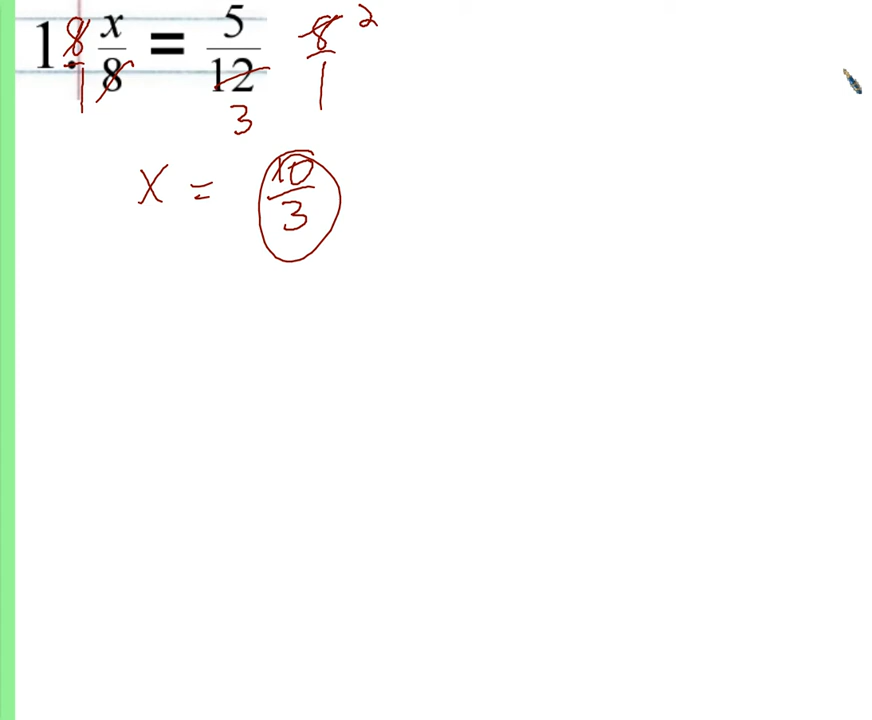 1. 8/1 x/8 = 5/12 8/1 2
3
x = 10/3